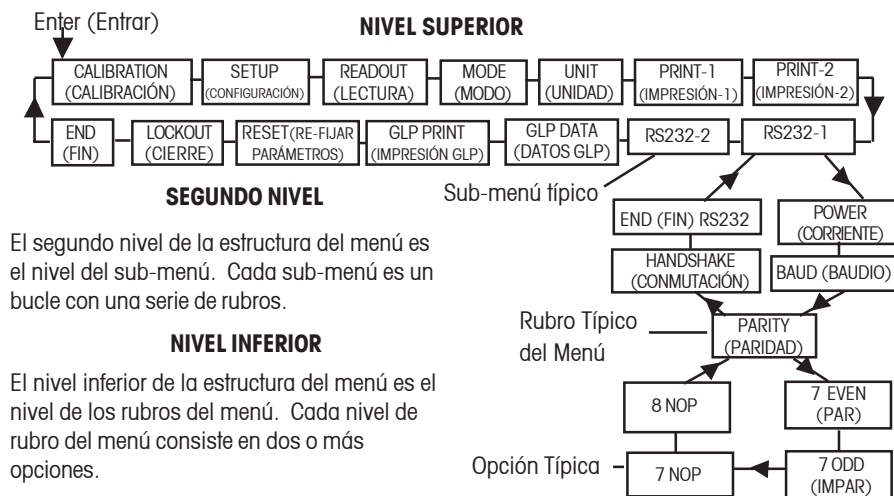 Enter (Entrar)
NIVEL SUPERIOR
CALIBRATION
(CALIBRACIÓN)
SETUP
(CONFIGURACIÓN)
READOUT
(LECTURA)
MODE
(MODO)
UNIT
(UNIDAD)
PRINT-1
(IMPRESIÓN-1)
PRINT-2
(IMPRESIÓN-2)
END
(FIN)
LOCKOUT
(CIERRE)
RESET(RE-FIJAR
PARÁMETROS)
GLP PRINT
(IMPRESIÓN GLP)
GLP DATA
(DATOS GLP)
RS232-2
RS232-1
SEGUNDO NIVEL
El segundo nivel de la estructura del menú es
el nivel del sub-menú. Cada sub-menú es un
bucle con una serie de rubros.
NIVEL INFERIOR
El nivel inferior de la estructura del menú es el
nivel de los rubros del menú. Cada nivel de
rubro del menú consiste en dos o más
opciones.
Sub-menú típico
END (FIN) RS232
POWER
(CORRIENTE)
HANDSHAKE
(CONMUTACIÓN)
BAUD (BAUDIO)
Rubro Típico
del Menú
PARITY
(PARIDAD)
8 NOP
7 EVEN
(PAR)
Opción Típica
7 NOP
7 ODD
(IMPAR)